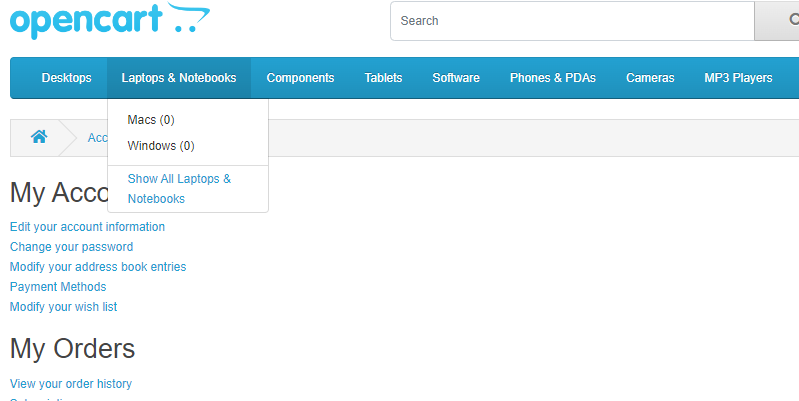 opencart
Search
Desktops Laptops & Notebooks Components Tablets Software Phones & PDAs Cameras MP3 Players
Macs (0)
Windows (0)
Show All Laptops &
Notebooks
My Acco
Edit your account information
Change your password
Modify your address book entries
Payment Methods
Modify your wish list
My Orders
View your order history